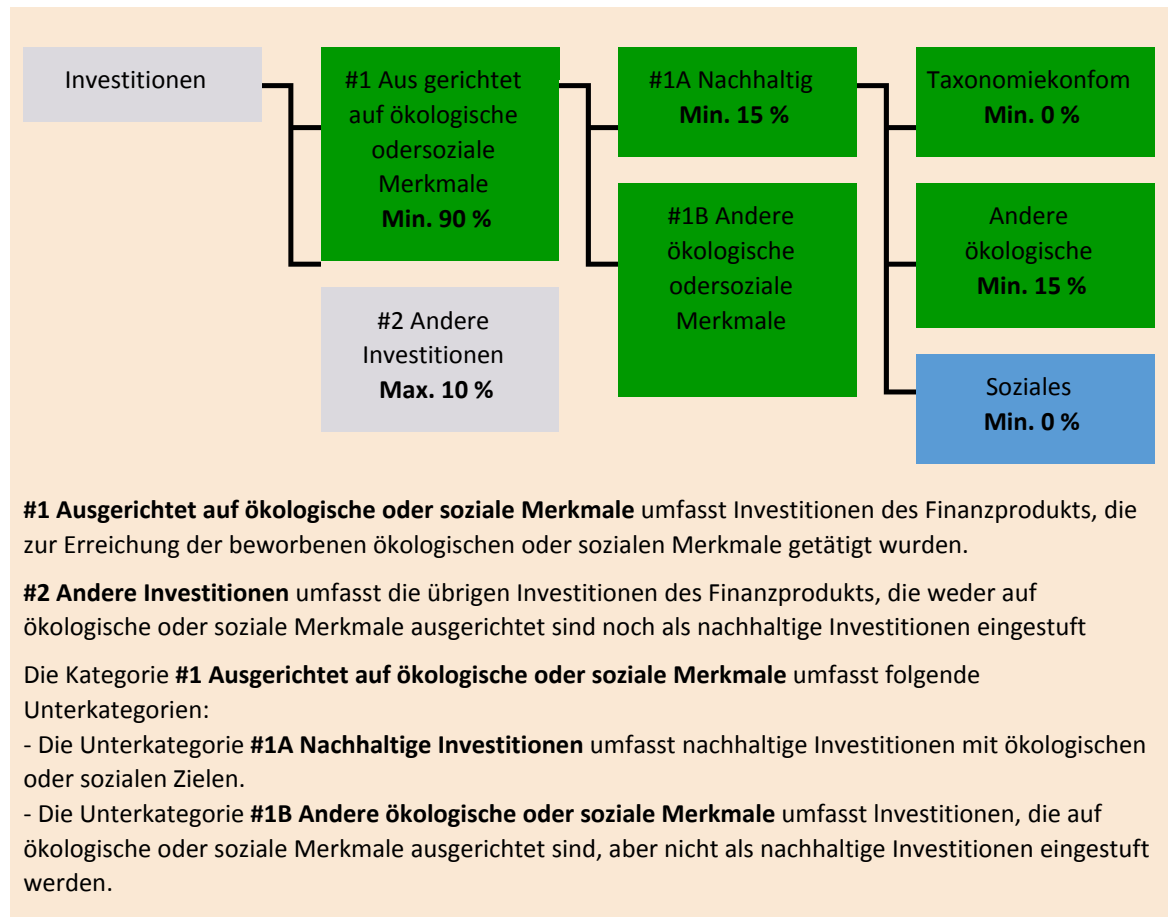 Investitionen
#1 Aus gerichtet
auf ökologische
odersoziale
Merkmale
Min. 90 %
#2 Andere
Investitionen
Max. 10 %
#1A Nachhaltig
Min. 15 %
#1B Andere
ökologische
odersoziale
Merkmale
Taxonomiekonfom
Min. 0 %
Andere
ökologische
Min. 15 %
Soziales
Min. 0 %
#1 Ausgerichtet auf ökologische oder soziale Merkmale umfasst Investitionen des Finanzprodukts, die
zur Erreichung der beworbenen ökologischen oder sozialen Merkmale getätigt wurden.
#2 Andere Investitionen umfasst die übrigen Investitionen des Finanzprodukts, die weder auf
ökologische oder soziale Merkmale ausgerichtet sind noch als nachhaltige Investitionen eingestuft
Die Kategorie #1 Ausgerichtet auf ökologische oder soziale Merkmale umfasst folgende
Unterkategorien:
- Die Unterkategorie #1A Nachhaltige Investitionen umfasst nachhaltige Investitionen mit ökologischen
oder sozialen Zielen.
- Die Unterkategorie #1B Andere ökologische oder soziale Merkmale umfasst lnvestitionen, die auf
ökologische oder soziale Merkmale ausgerichtet sind, aber nicht als nachhaltige Investitionen eingestuft
werden.